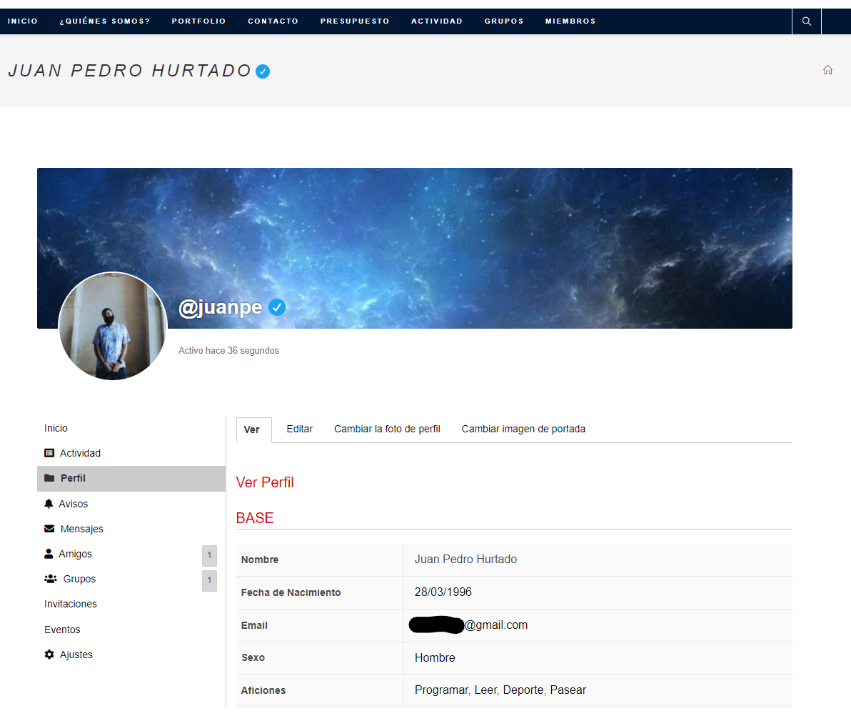 INICIO ¿QUIÉNES SOMOS? PORTFOLIO CONTACTO PRESUPUESTO ACTIVIDAD GRUPOS MIEMBROS
JUAN PEDRO HURTADO
@juanpe
Activo hace 36 segundos
Inicio
Actividad
Perfil
Avisos
Mensajes
Amigos 1
Grupos 1
Invitaciones
Eventos
Ajustes
Ver Editar Cambiar la foto de perfil Cambiar imagen de portada
Ver Perfil
BASE
Nombre Juan Pedro Hurtado
Fecha de Nacimiento 28/03/1996
Email @gmail.com
Sexo Hombre
Aficiones Programar, Leer, Deporte, Pasear